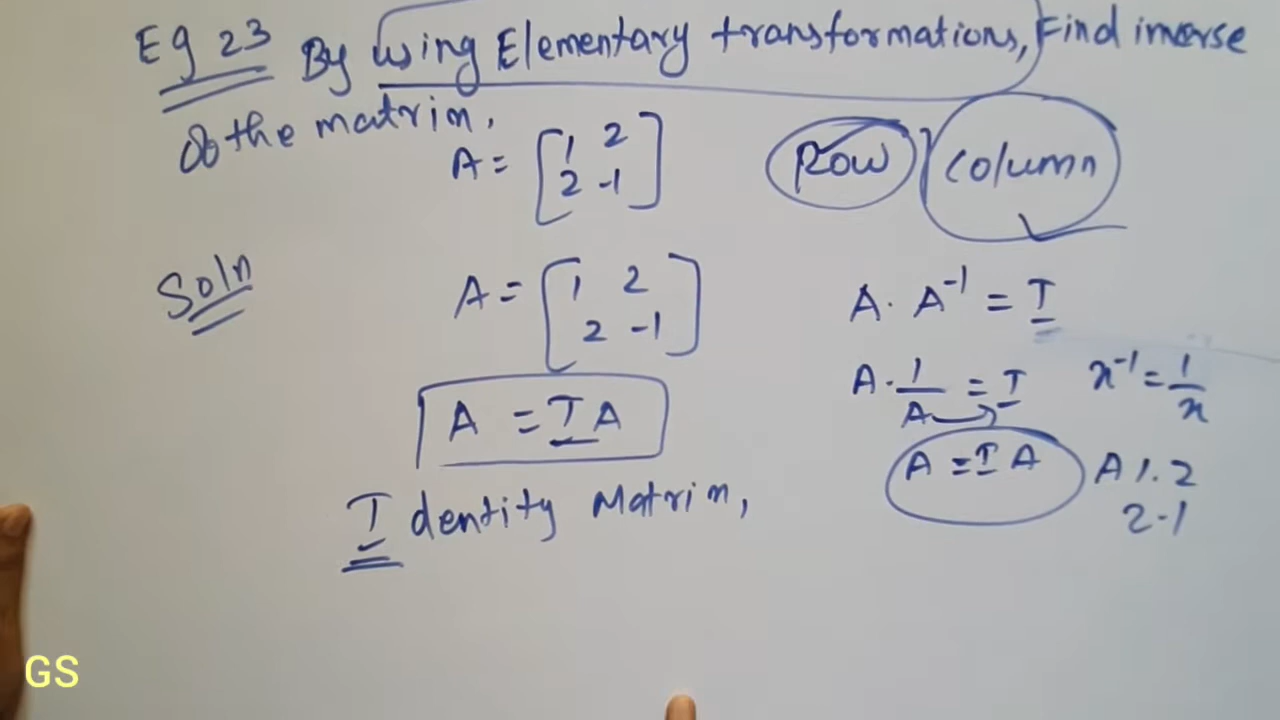 Eg 23 By using Elementary transformations, Find inverse
of the matrix.
A = [1 2
2 -1]
Row) Column
Soln
A = [1 2
2 -1]
A = IA
Identity Matrix,
A. A⁻¹ = I
A. 1/A = I
x⁻¹ = 1/x
A = I A
A 1. 2
2 -1
GS